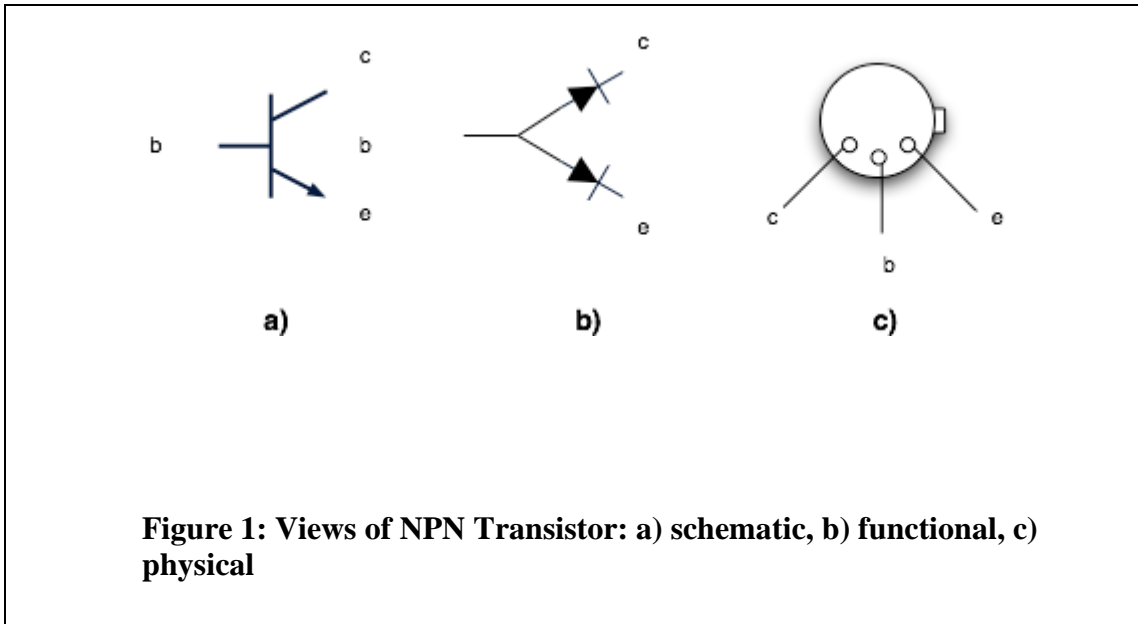 c
b
b
e
a)
c
e
b)
c
b
e
c)
Figure 1: Views of NPN Transistor: a) schematic, b) functional, c)
physical